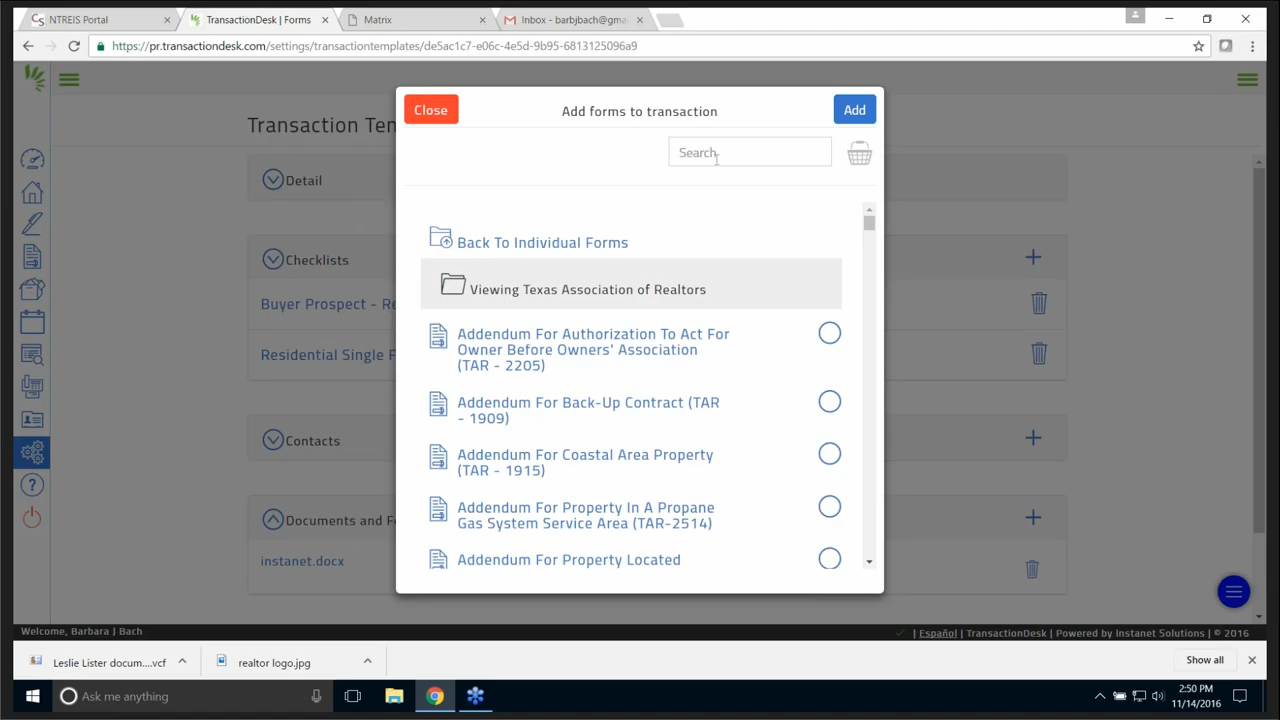 NTREIS Portal
TransactionDesk | Forms
Matrix
Inbox - barbjbach@gma
https://pr.transactiondesk.com/settings/transactiontemplates/de5ac1c7-e06c-4e5d-9b95-6813125096a9
Close
Add forms to transaction
Add
Transaction Ten
Search
Detail
Back To Individual Forms
Checklists
Viewing Texas Association of Realtors
Buyer Prospect - Re
Addendum For Authorization To Act For
Owner Before Owners' Association
(TAR - 2205)
Residential Single F
Addendum For Back-Up Contract (TAR
- 1909)
Contacts
Addendum For Coastal Area Property
(TAR - 1915)
Documents and Fo
Addendum For Property In A Propane
Gas System Service Area (TAR-2514)
instanet.docx
Addendum For Property Located
Welcome, Barbara J Bach
| Español | TransactionDesk | Powered by Instanet Solutions | © 2016
Leslie Lister docum....vcf
realtor logo.jpg
Show all
Ask me anything
2:50 PM
11/14/2016